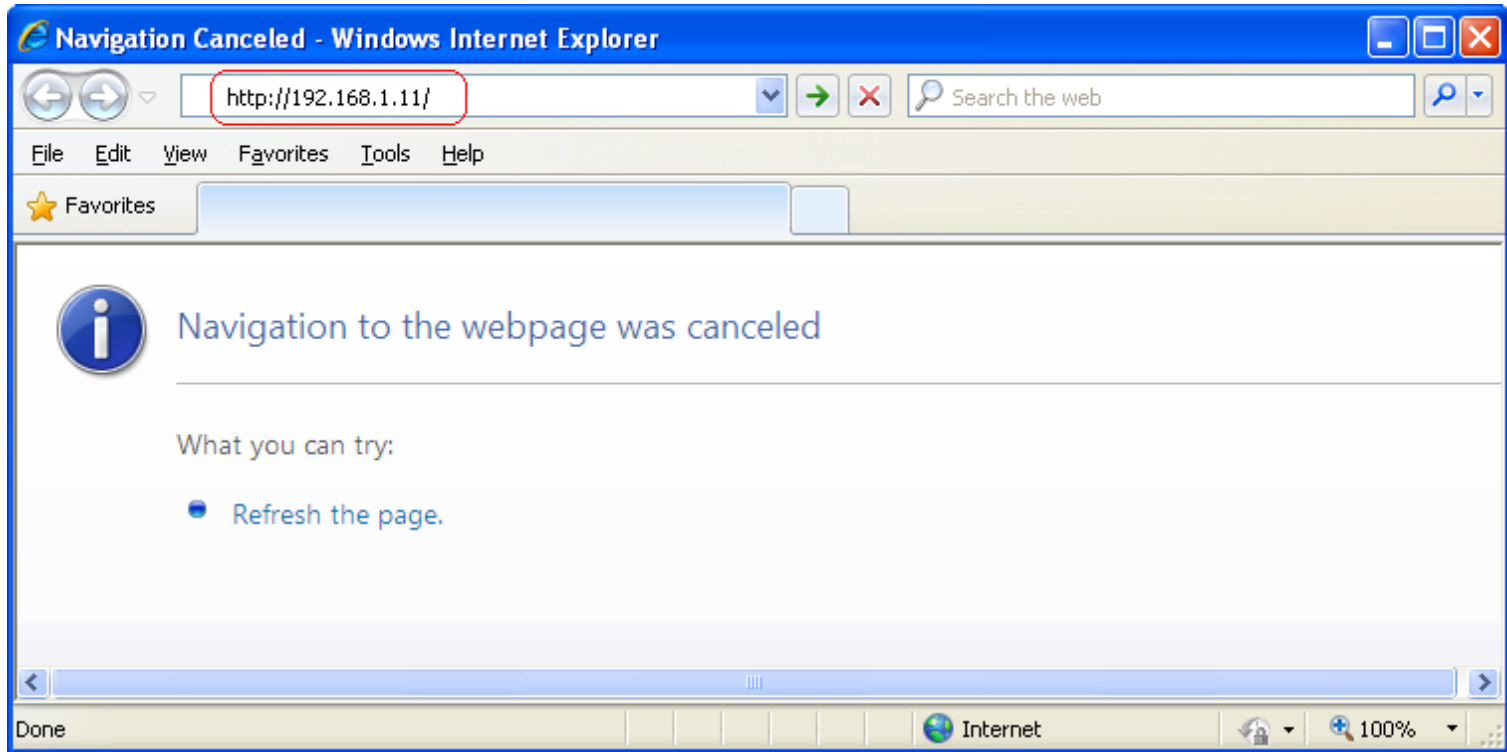 Navigation Canceled - Windows Internet Explorer
http://192.168.1.11/
Search the web
File Edit View Favorites Tools Help
Favorites
Navigation to the webpage was canceled
What you can try:
Refresh the page.
Done Internet 100%